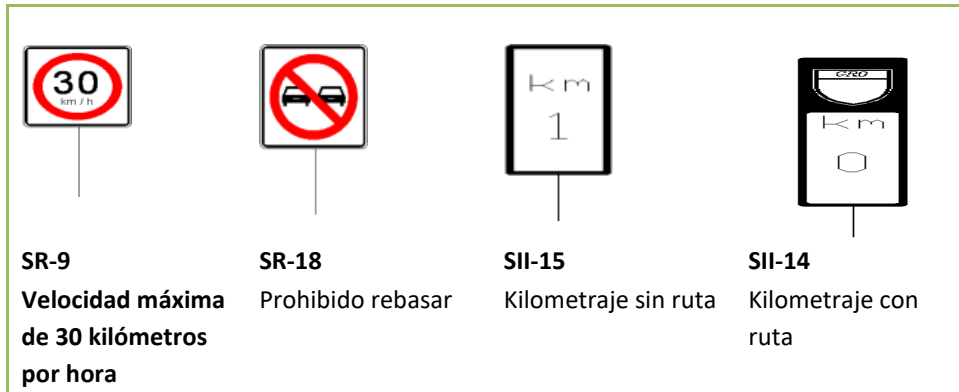 30
km / h
km
1
GRO
km
0
SR-9
Velocidad máxima
de 30 kilómetros
por hora
SR-18
Prohibido rebasar
SII-15
Kilometraje sin ruta
SII-14
Kilometraje con
ruta